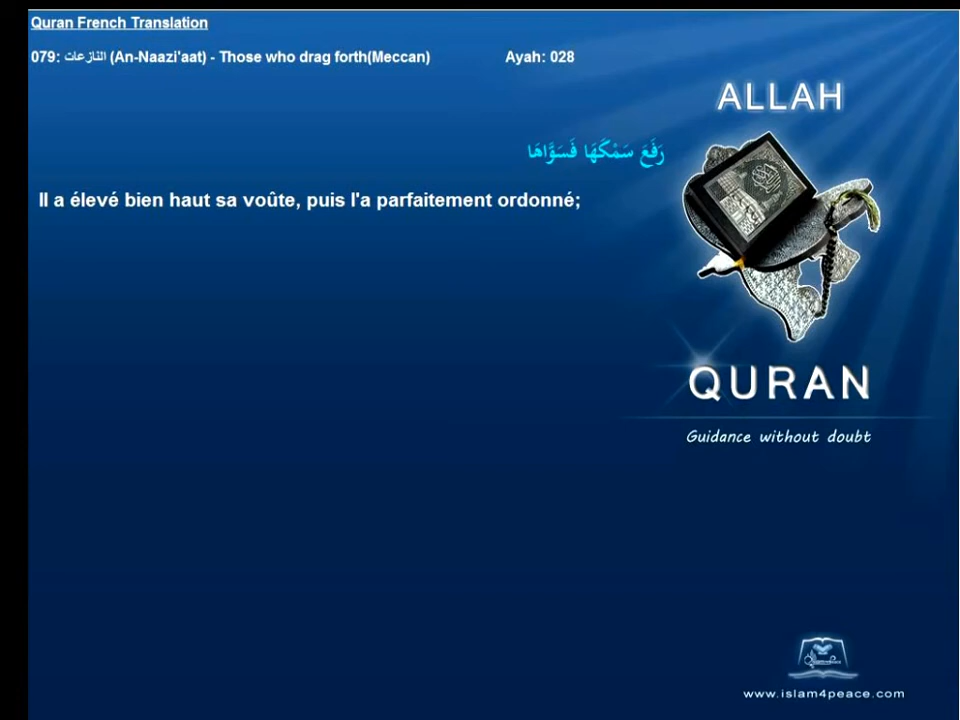 Quran French Translation
079: النازعات (An-Naazi'aat) - Those who drag forth(Meccan) Ayah: 028
ALLAH
رَفَعَ سَمْكَهَا فَسَوَّاهَا
Il a élevé bien haut sa voûte, puis l'a parfaitement ordonné;
QURAN
Guidance without doubt
www.islam4peace.com